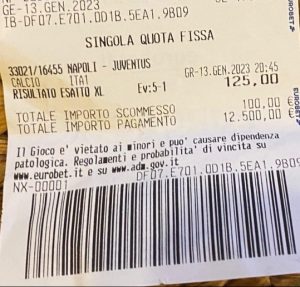 GE-13.GEN.2023
IB-DF07.E701.0D1B.5EA1.9B09
EUROBET
SINGOLA QUOTA FISSA
33021/16455 NAPOLI - JUVENTUS
CALCIO ITA1 GR-13.GEN.2023 20:45
RISULTATO ESATTO XL Ev:5-1 125,00
TOTALE IMPORTO SCOMMESSO 100,00 €
TOTALE IMPORTO PAGAMENTO 12.500,00 €
EUROBET
Il Gioco e' vietato ai minori e puo' causare dipendenza
patologica. Regolamenti e probabilita' di vincita su
www.eurobet.it e su www.adm.gov.it
NX-00001 DF07.E701.0D1B.5EA1.9B09